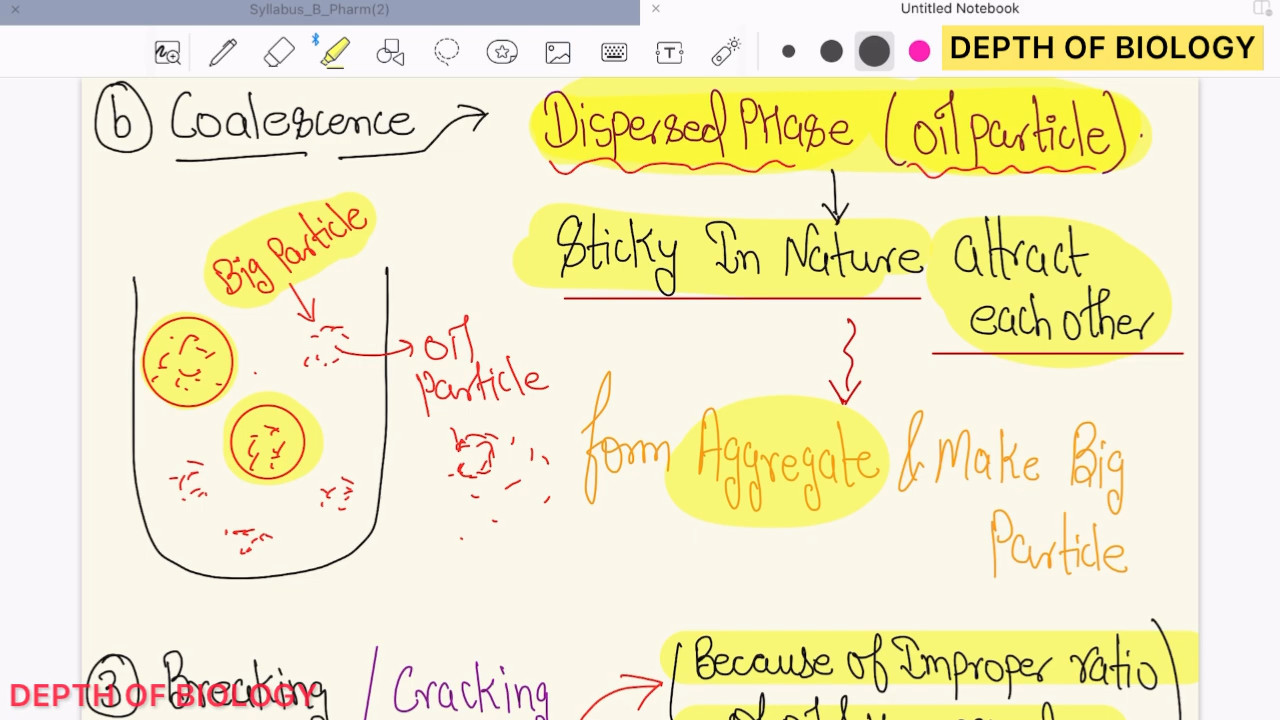 Syllabus_B_Pharm(2)
Untitled Notebook
DEPTH OF BIOLOGY
b Coalescence
Dispersed PHase (oil particle).
Sticky In Nature attract
each other
Big Particle
oil
particle
form Aggregate & Make Big
Particle
3 Breaking / Cracking
(Because of Improper ratio
DEPTH OF BIOLOGY